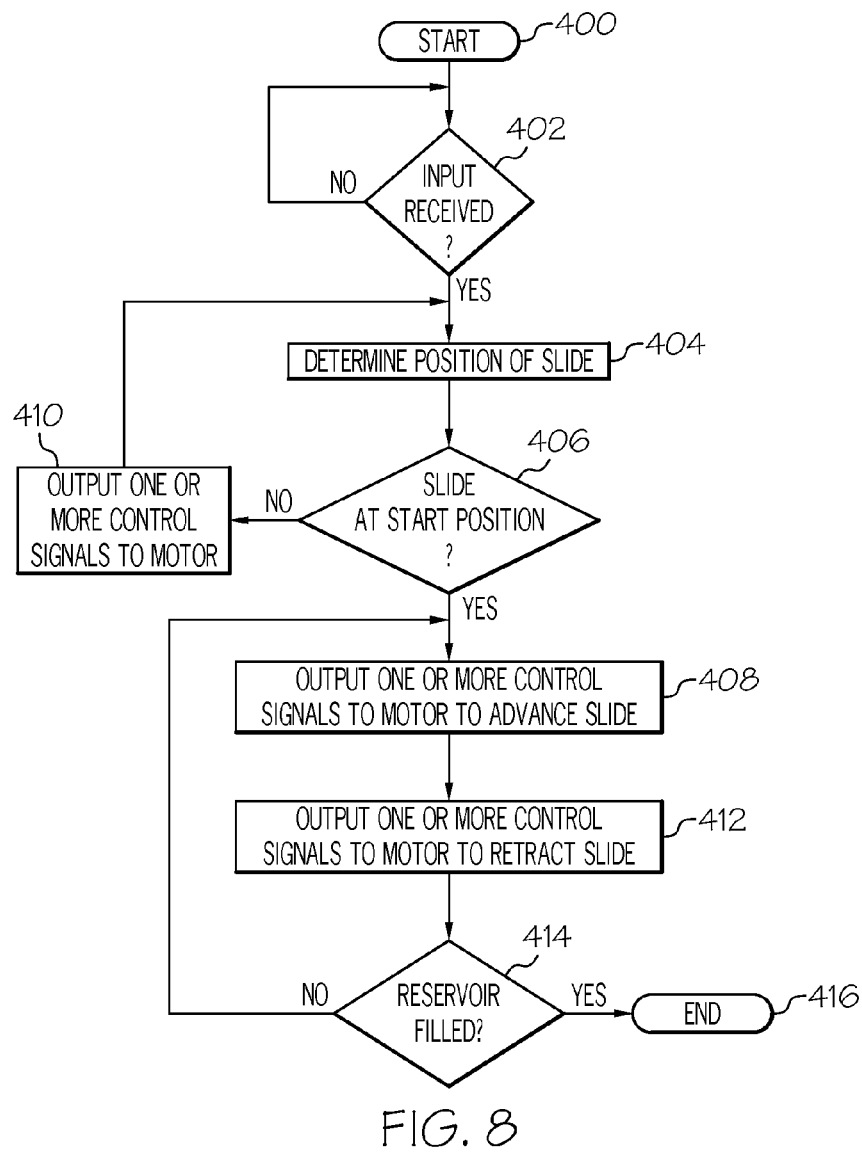 START
400
402
INPUT
RECEIVED
?
NO
YES
DETERMINE POSITION OF SLIDE
404
410
406
OUTPUT ONE OR
MORE CONTROL
SIGNALS TO MOTOR
NO
SLIDE
AT START POSITION
?
YES
OUTPUT ONE OR MORE CONTROL
SIGNALS TO MOTOR TO ADVANCE SLIDE
408
OUTPUT ONE OR MORE CONTROL
SIGNALS TO MOTOR TO RETRACT SLIDE
412
414
NO
RESERVOIR
FILLED?
YES
END
416
FIG. 8